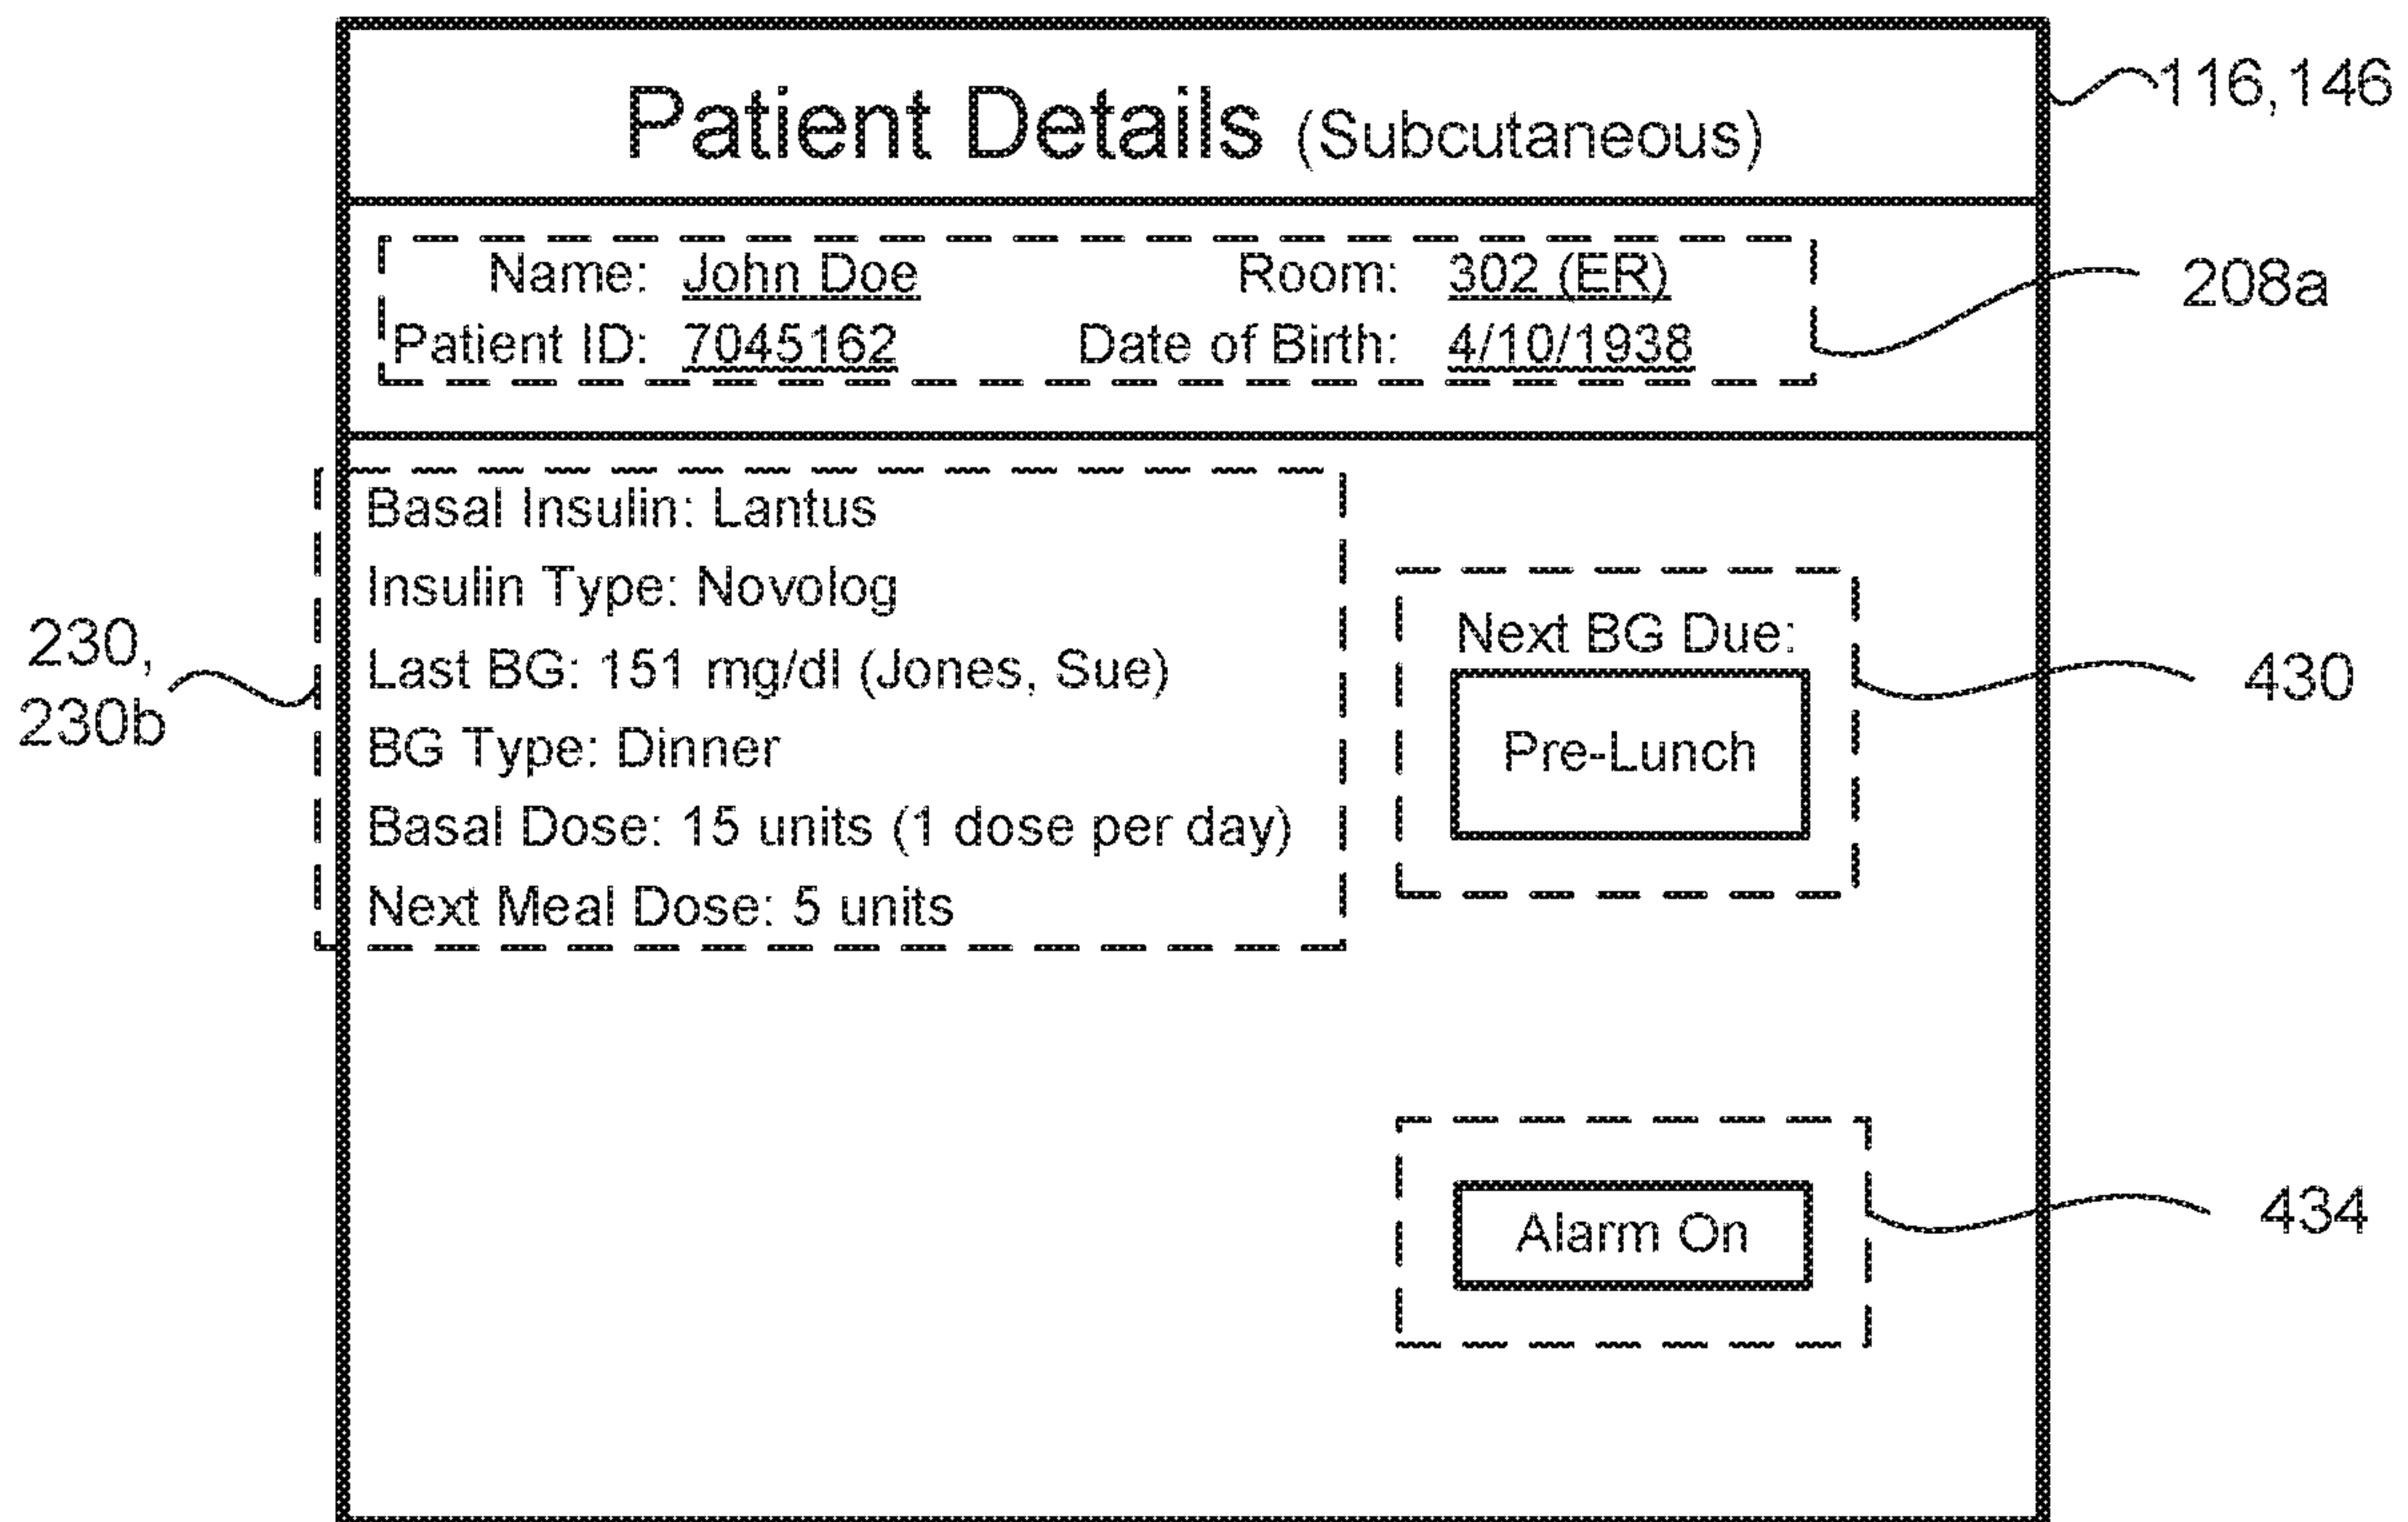 Patient Details (Subcutaneous)
116,146
Name: John Doe Room: 302 (ER)
208a
Patient ID: 7045162 Date of Birth: 4/10/1938
Basal Insulin: Lantus
Insulin Type: Novolog
Last BG: 151 mg/dl (Jones, Sue)
BG Type: Dinner
Basal Dose: 15 units (1 dose per day)
Next Meal Dose: 5 units
230,
230b
Next BG Due:
Pre-Lunch
430
Alarm On
434